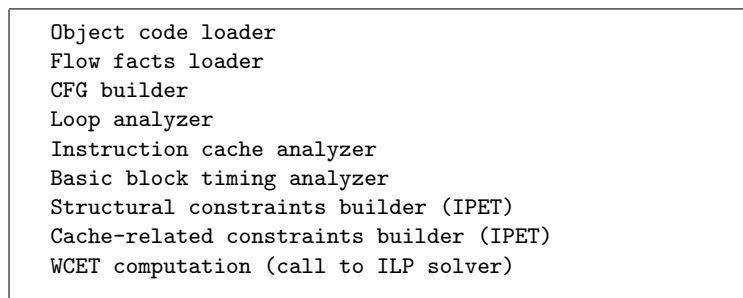 Object code loader
Flow facts loader
CFG builder
Loop analyzer
Instruction cache analyzer
Basic block timing analyzer
Structural constraints builder (IPET)
Cache-related constraints builder (IPET)
WCET computation (call to ILP solver)